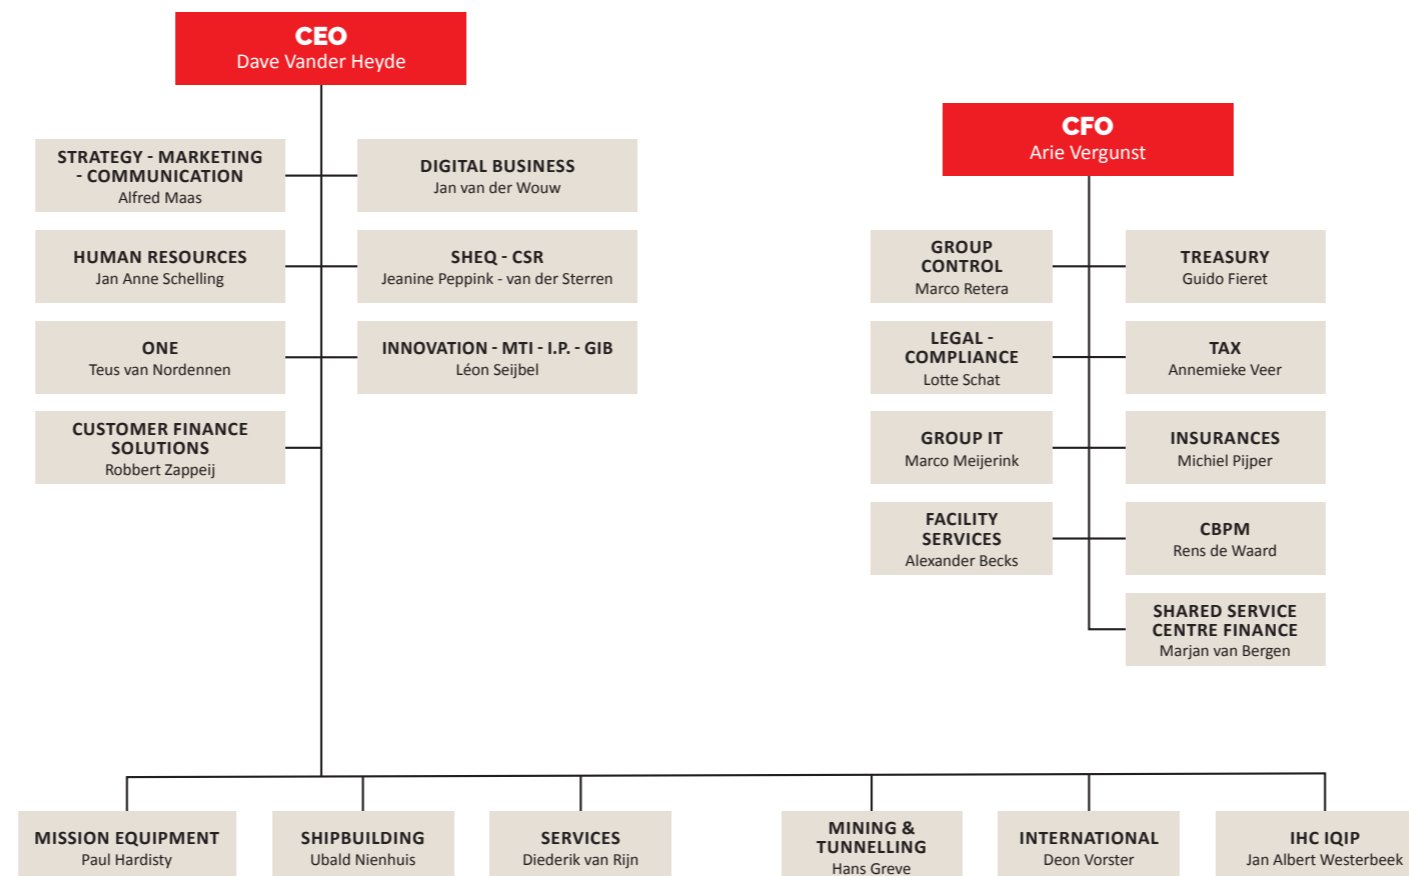 CEO
Dave Vander Heyde
STRATEGY - MARKETING
- COMMUNICATION
Alfred Maas
DIGITAL BUSINESS
Jan van der Wouw
HUMAN RESOURCES
Jan Anne Schelling
SHEQ - CSR
Jeanine Peppink - van der Sterren
ONE
Teus van Nordennen
INNOVATION - MTI - I.P. - GIB
Léon Seijbel
CUSTOMER FINANCE
SOLUTIONS
Robbert Zappeij
CFO
Arie Vergunst
GROUP
CONTROL
Marco Retera
TREASURY
Guido Fieret
LEGAL -
COMPLIANCE
Lotte Schat
TAX
Annemieke Veer
GROUP IT
Marco Meijerink
INSURANCES
Michiel Pijper
FACILITY
SERVICES
Alexander Becks
CBPM
Rens de Waard
SHARED SERVICE
CENTRE FINANCE
Marjan van Bergen
MISSION EQUIPMENT
Paul Hardisty
SHIPBUILDING
Ubald Nienhuis
SERVICES
Diederik van Rijn
MINING &
TUNNELLING
Hans Greve
INTERNATIONAL
Deon Vorster
IHC IQIP
Jan Albert Westerbeek